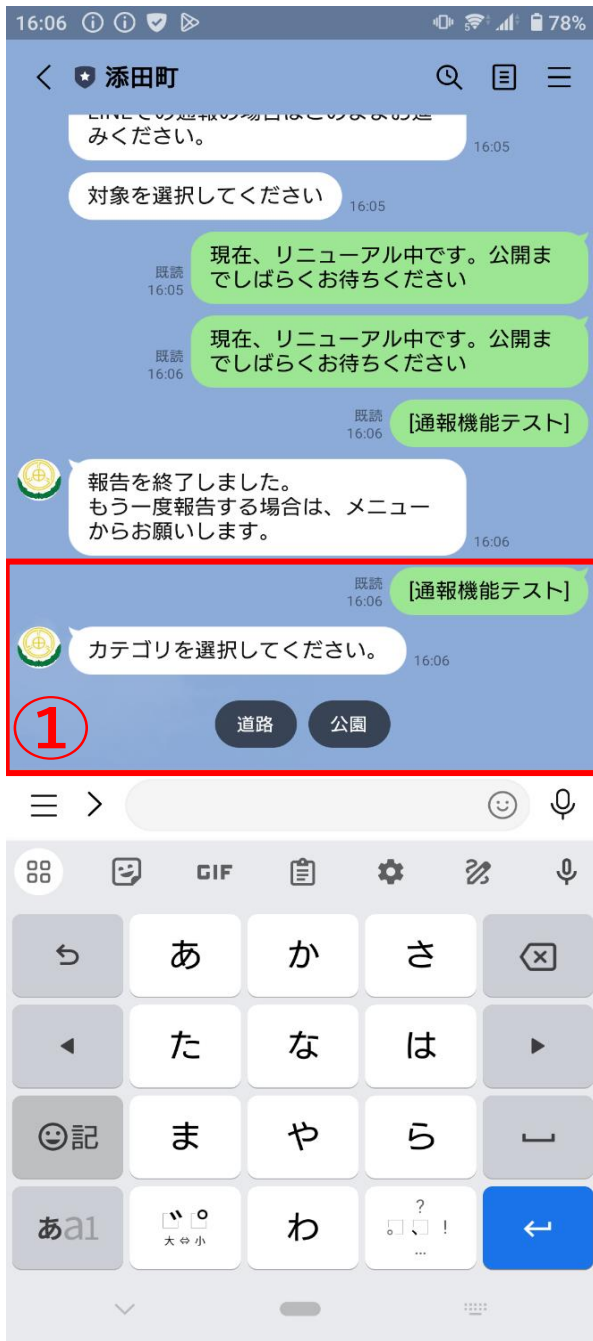 16:06 78%
添田町
LINEでの通報の場合はこのままお進
みください。
16:05
対象を選択してください
16:05
現在、リニューアル中です。公開ま
でしばらくお待ちください
既読
16:05
現在、リニューアル中です。公開ま
でしばらくお待ちください
既読
16:06
既読
16:06
[通報機能テスト]
報告を終了しました。
もう一度報告する場合は、メニュー
からお願いします。
16:06
既読
16:06
[通報機能テスト]
カテゴリを選択してください。
16:06
①
道路 公園
GIF
あ か さ
た な は
記 ま や ら
あa1 大⇔小 わ 。、?!…